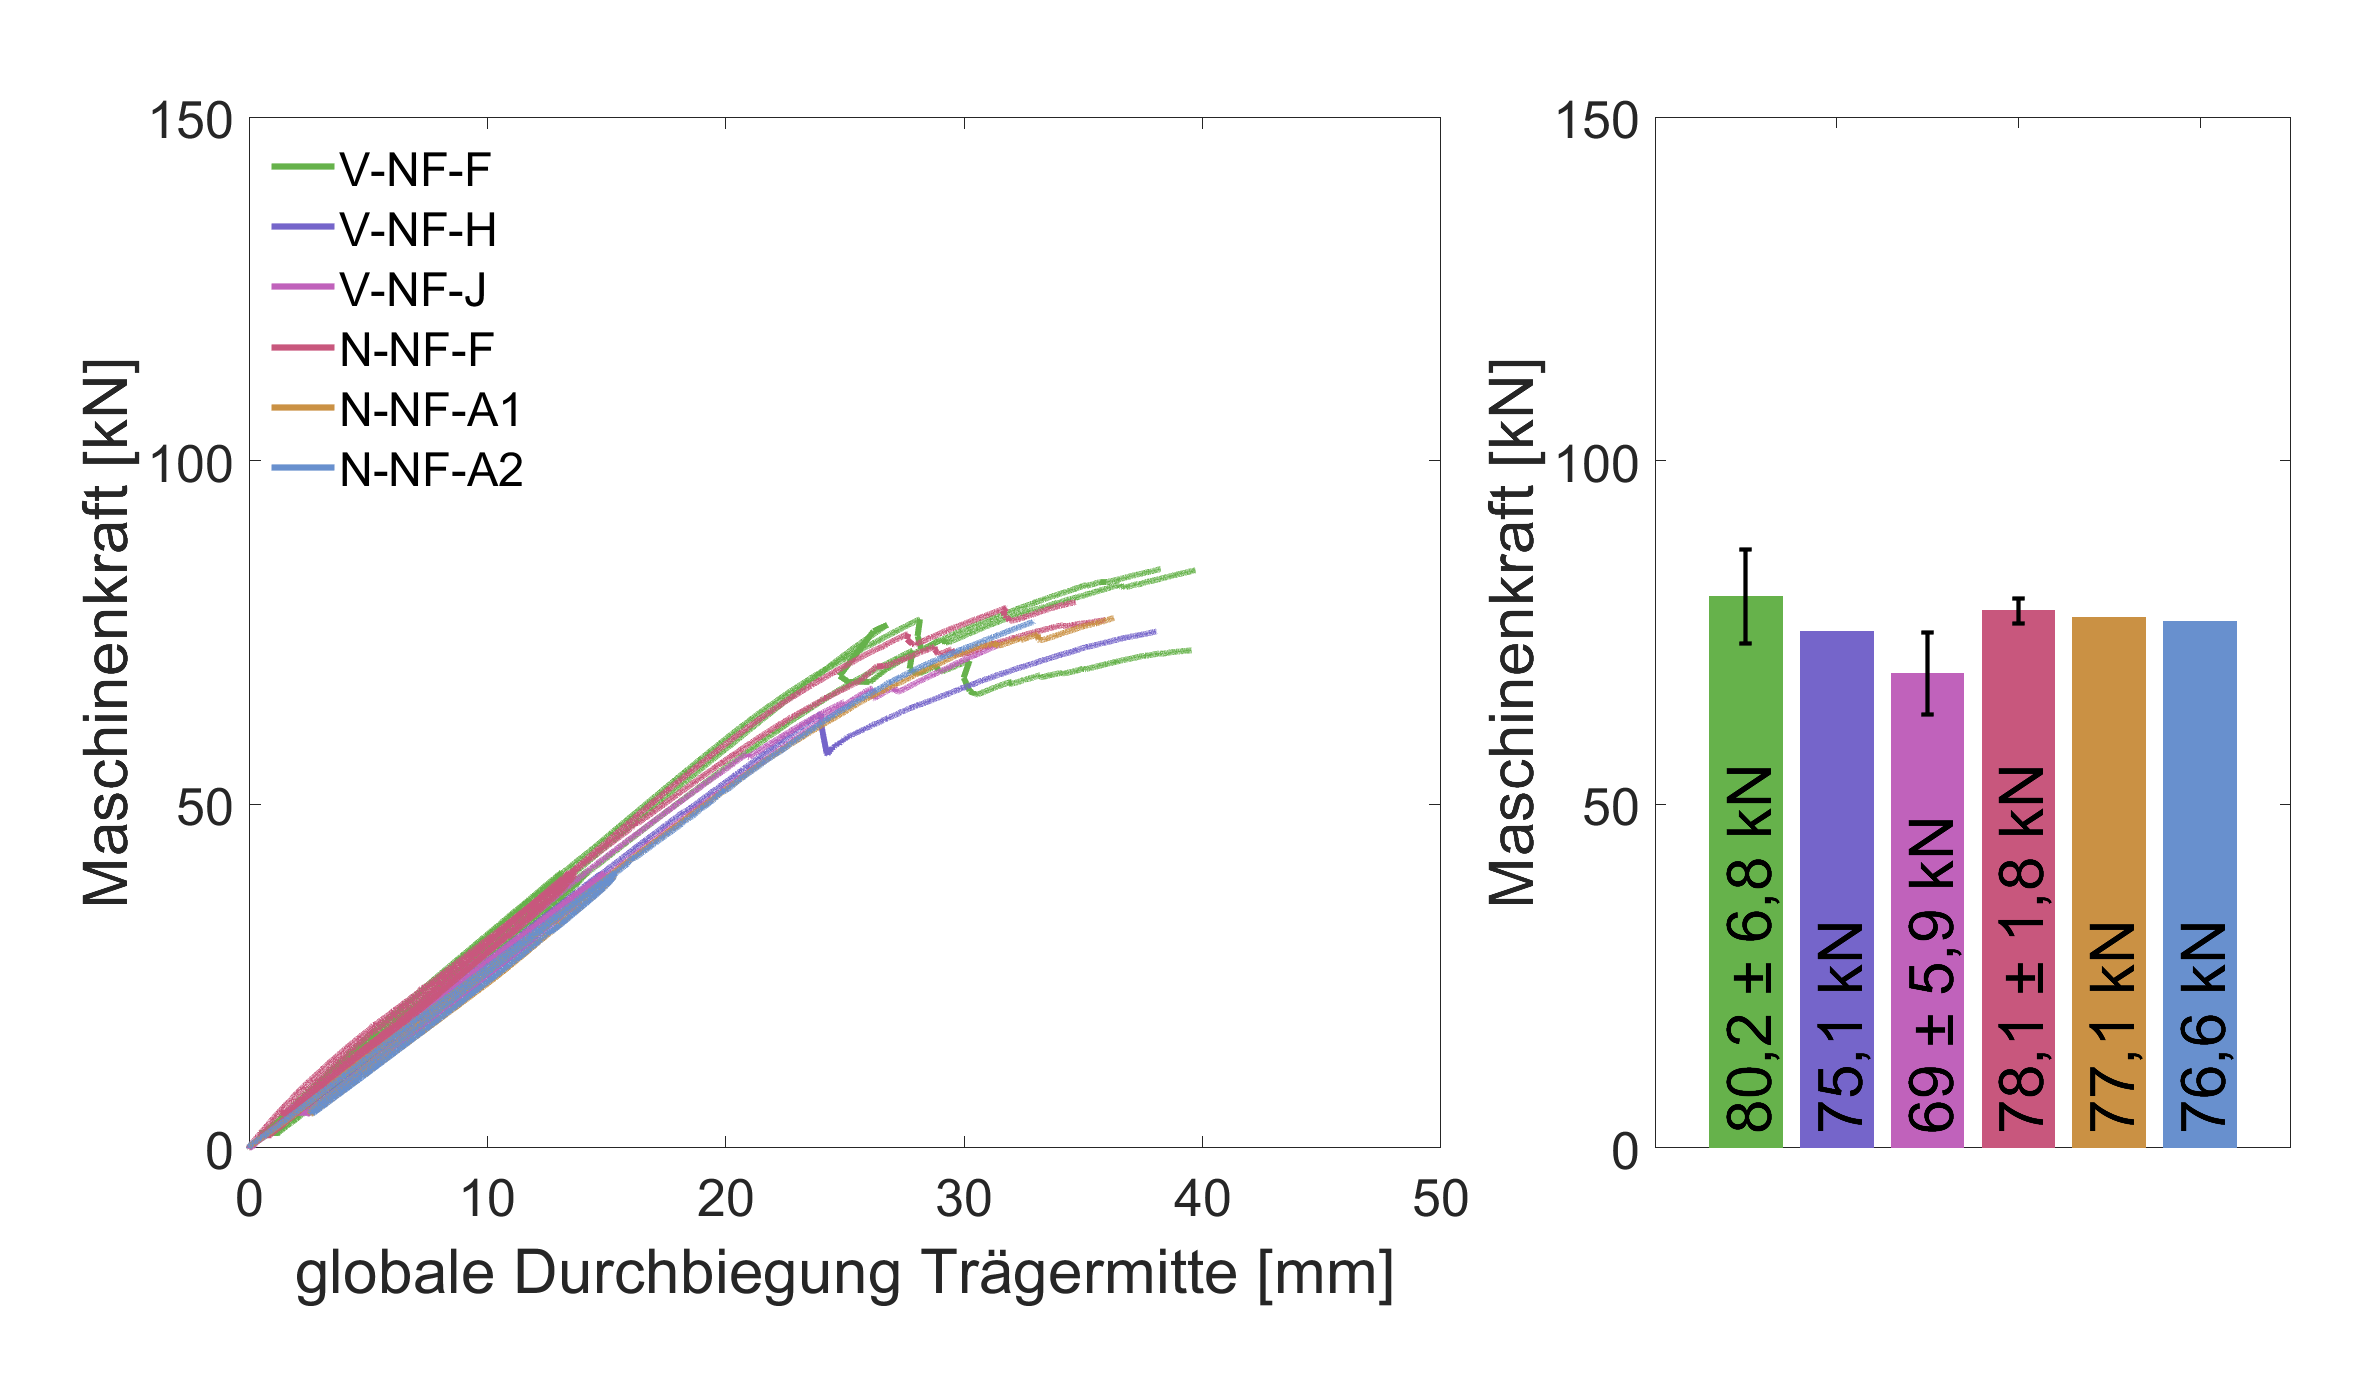 150
100
50
0
Maschinenkraft [kN]
V-NF-F
V-NF-H
V-NF-J
N-NF-F
N-NF-A1
N-NF-A2
0 10 20 30 40 50
globale Durchbiegung Trägermitte [mm]
150
100
50
0
Maschinenkraft [kN]
80,2 ± 6,8 kN
75,1 kN
69 ± 5,9 kN
78,1 ± 1,8 kN
77,1 kN
76,6 kN